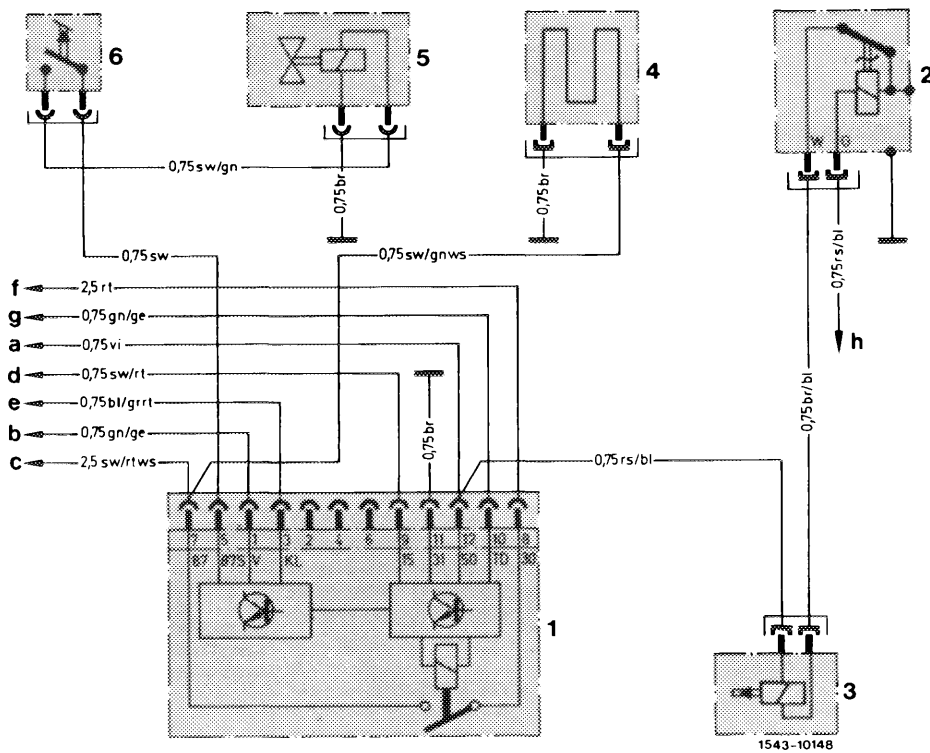 6
5
4
2
W G
0,75 sw/gn
0,75 br
0,75 br
0,75 sw
0,75 sw/gnws
0,75 rs/bl
f 2,5 rt
g 0,75 gn/ge
h
a 0,75 vi
d 0,75 sw/rt
e 0,75 bl/grrt
0,75 br
0,75 br/bl
b 0,75 gn/ge
c 2,5 sw/rtws
0,75 rs/bl
7 5 1 3 2 4 6 9 11 12 10 8
87 87S V KL 15 31 50 TD 30
1
3
1543-10148